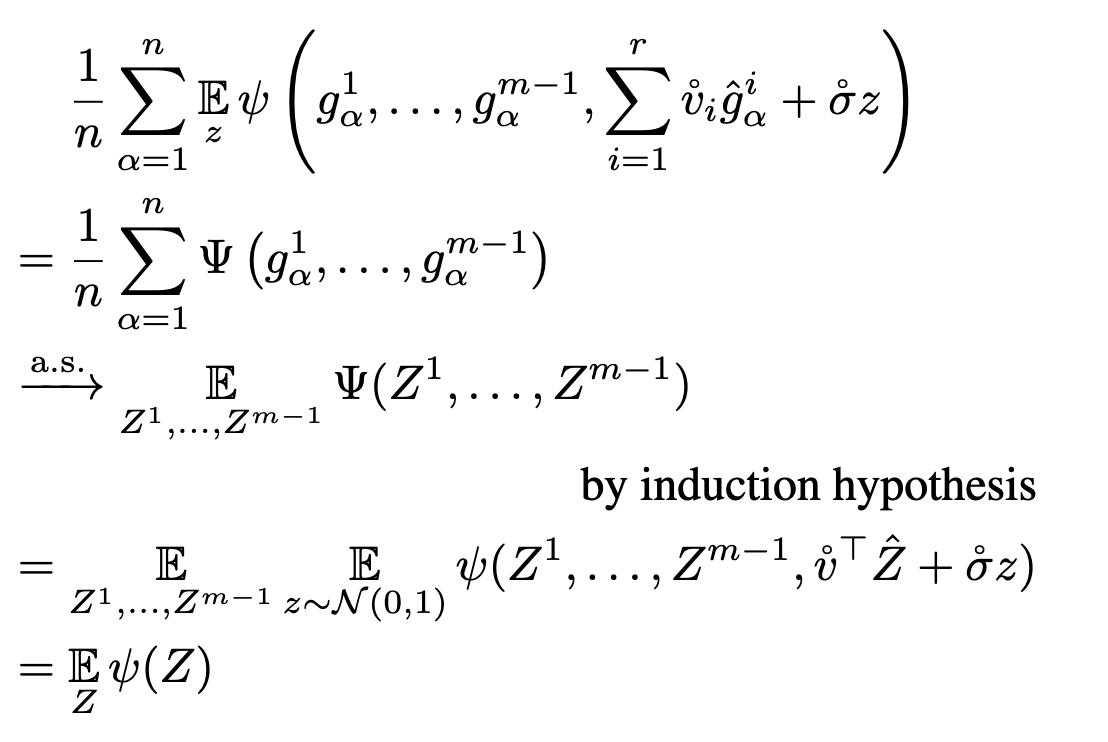 \frac{1}{n} \sum_{\alpha=1}^{n} \mathbb{E}_{z} \psi \left( g_{\alpha}^{1}, \ldots, g_{\alpha}^{m-1}, \sum_{i=1}^{r} \mathring{v}_{i} \hat{g}_{\alpha}^{i} + \mathring{\sigma} z \right)
= \frac{1}{n} \sum_{\alpha=1}^{n} \Psi \left( g_{\alpha}^{1}, \ldots, g_{\alpha}^{m-1} \right)
\xrightarrow{\text{a.s.}} \mathbb{E}_{Z^{1}, \ldots, Z^{m-1}} \Psi(Z^{1}, \ldots, Z^{m-1})
by induction hypothesis
= \mathbb{E}_{Z^{1}, \ldots, Z^{m-1}} \mathbb{E}_{z \sim \mathcal{N}(0,1)} \psi(Z^{1}, \ldots, Z^{m-1}, \mathring{v}^{\top} \hat{Z} + \mathring{\sigma} z)
= \mathbb{E}_{Z} \psi(Z)